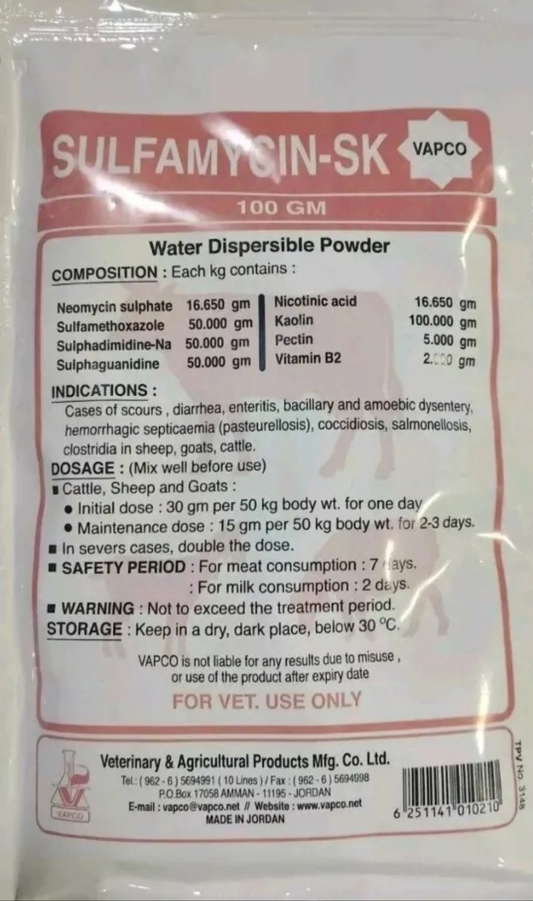 SULFAMYCIN-SK
VAPCO
100 GM
Water Dispersible Powder
COMPOSITION : Each kg contains :
Neomycin sulphate 16.650 gm
Sulfamethoxazole 50.000 gm
Sulphadimidine-Na 50.000 gm
Sulphaguanidine 50.000 gm
Nicotinic acid 16.650 gm
Kaolin 100.000 gm
Pectin 5.000 gm
Vitamin B2 gm
INDICATIONS :
Cases of scours , diarrhea, enteritis, bacillary and amoebic dysentery,
hemorrhagic septicaemia (pasteurellosis), coccidiosis, salmonellosis,
clostridia in sheep, goats, cattle.
DOSAGE : (Mix well before use)
■ Cattle, Sheep and Goats :
● Initial dose : 30 gm per 50 kg body wt. for one day
● Maintenance dose : 15 gm per 50 kg body wt. for 2-3 days.
■ In severs cases, double the dose.
■ SAFETY PERIOD : For meat consumption : 7 days.
: For milk consumption : 2 days.
■ WARNING : Not to exceed the treatment period.
STORAGE : Keep in a dry, dark place, below 30 ºC.
VAPCO is not liable for any results due to misuse ,
or use of the product after expiry date
FOR VET. USE ONLY
VAPCO
Veterinary & Agricultural Products Mfg. Co. Ltd.
Tel.: ( 962 - 6 ) 5694991 ( 10 Lines ) / Fax : ( 962 - 6 ) 5694998
P.O.Box 17058 AMMAN - 11195 - JORDAN
E-mail : vapco@vapco.net // Website : www.vapco.net
MADE IN JORDAN
6 251141 010210
TPV No. 3148